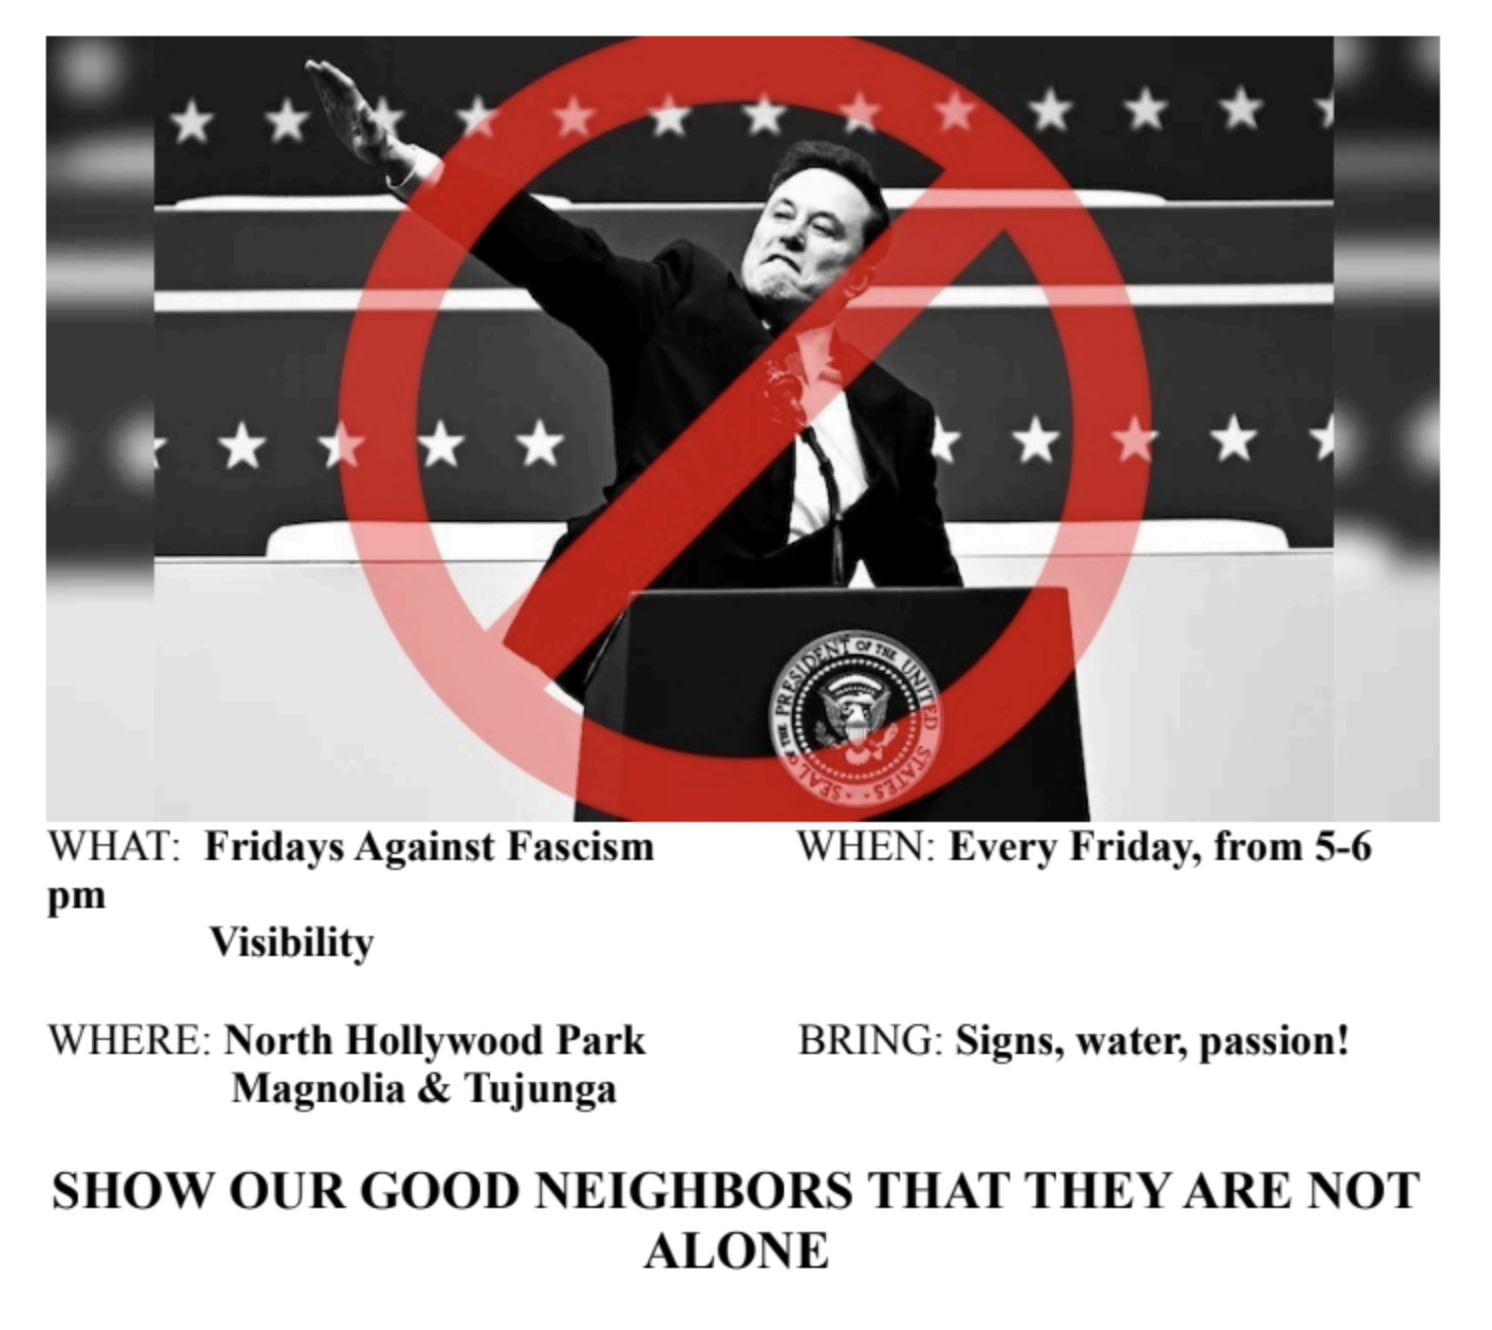 SEAL OF THE PRESIDENT OF THE UNITED STATES
WHAT: Fridays Against Fascism WHEN: Every Friday, from 5-6
pm
Visibility
WHERE: North Hollywood Park BRING: Signs, water, passion!
Magnolia & Tujunga
SHOW OUR GOOD NEIGHBORS THAT THEY ARE NOT
ALONE